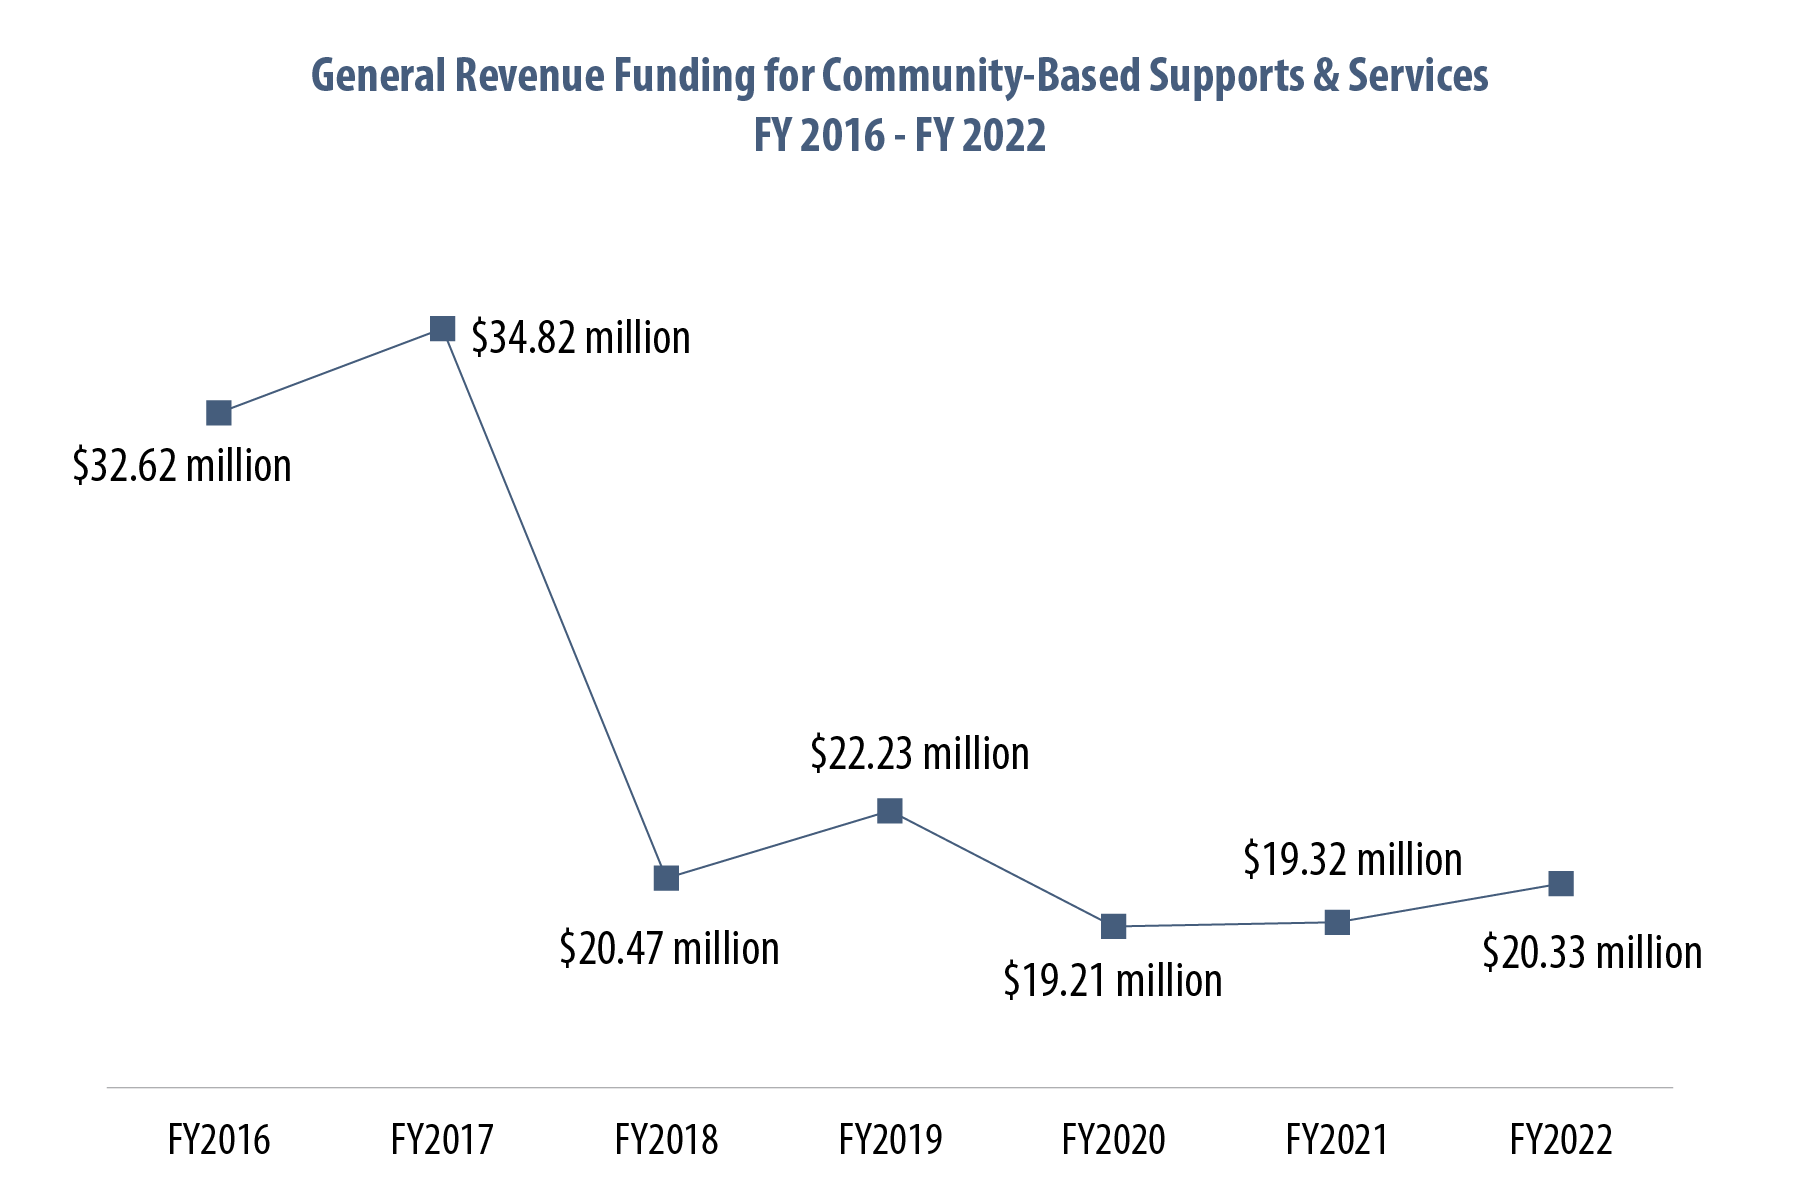 General Revenue Funding for Community-Based Supports & Services
FY 2016 - FY 2022
$34.82 million
$32.62 million
$22.23 million
$19.32 million
$20.47 million
$20.33 million
$19.21 million
FY2016
FY2017
FY2018
FY2019
FY2020
FY2021
FY2022